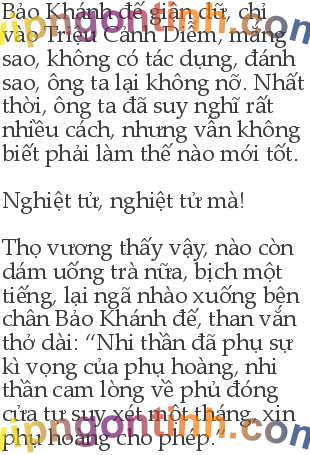 Bảo Khánh đế giận dữ, chỉ
vào Triệu Cảnh Diễm, mắng
sao, không có tác dụng, đánh
sao, ông ta lại không nỡ. Nhất
thời, ông ta đã suy nghĩ rất
nhiều cách, nhưng vẫn không
biết phải làm thế nào mới tốt.
Nghiệt tử, nghiệt tử mà!
Thọ vương thấy vậy, nào còn
dám uống trà nữa, bịch một
tiếng, lại ngã nhào xuống bên
chân Bảo Khánh đế, than vắn
thở dài: “Nhi thần đã phụ sự
kì vọng của phụ hoàng, nhi
thần cam lòng về phủ đóng
cửa tự suy xét một tháng, xin
phụ hoàng cho phép.”
vipngontinh.com
vipngontinh.com